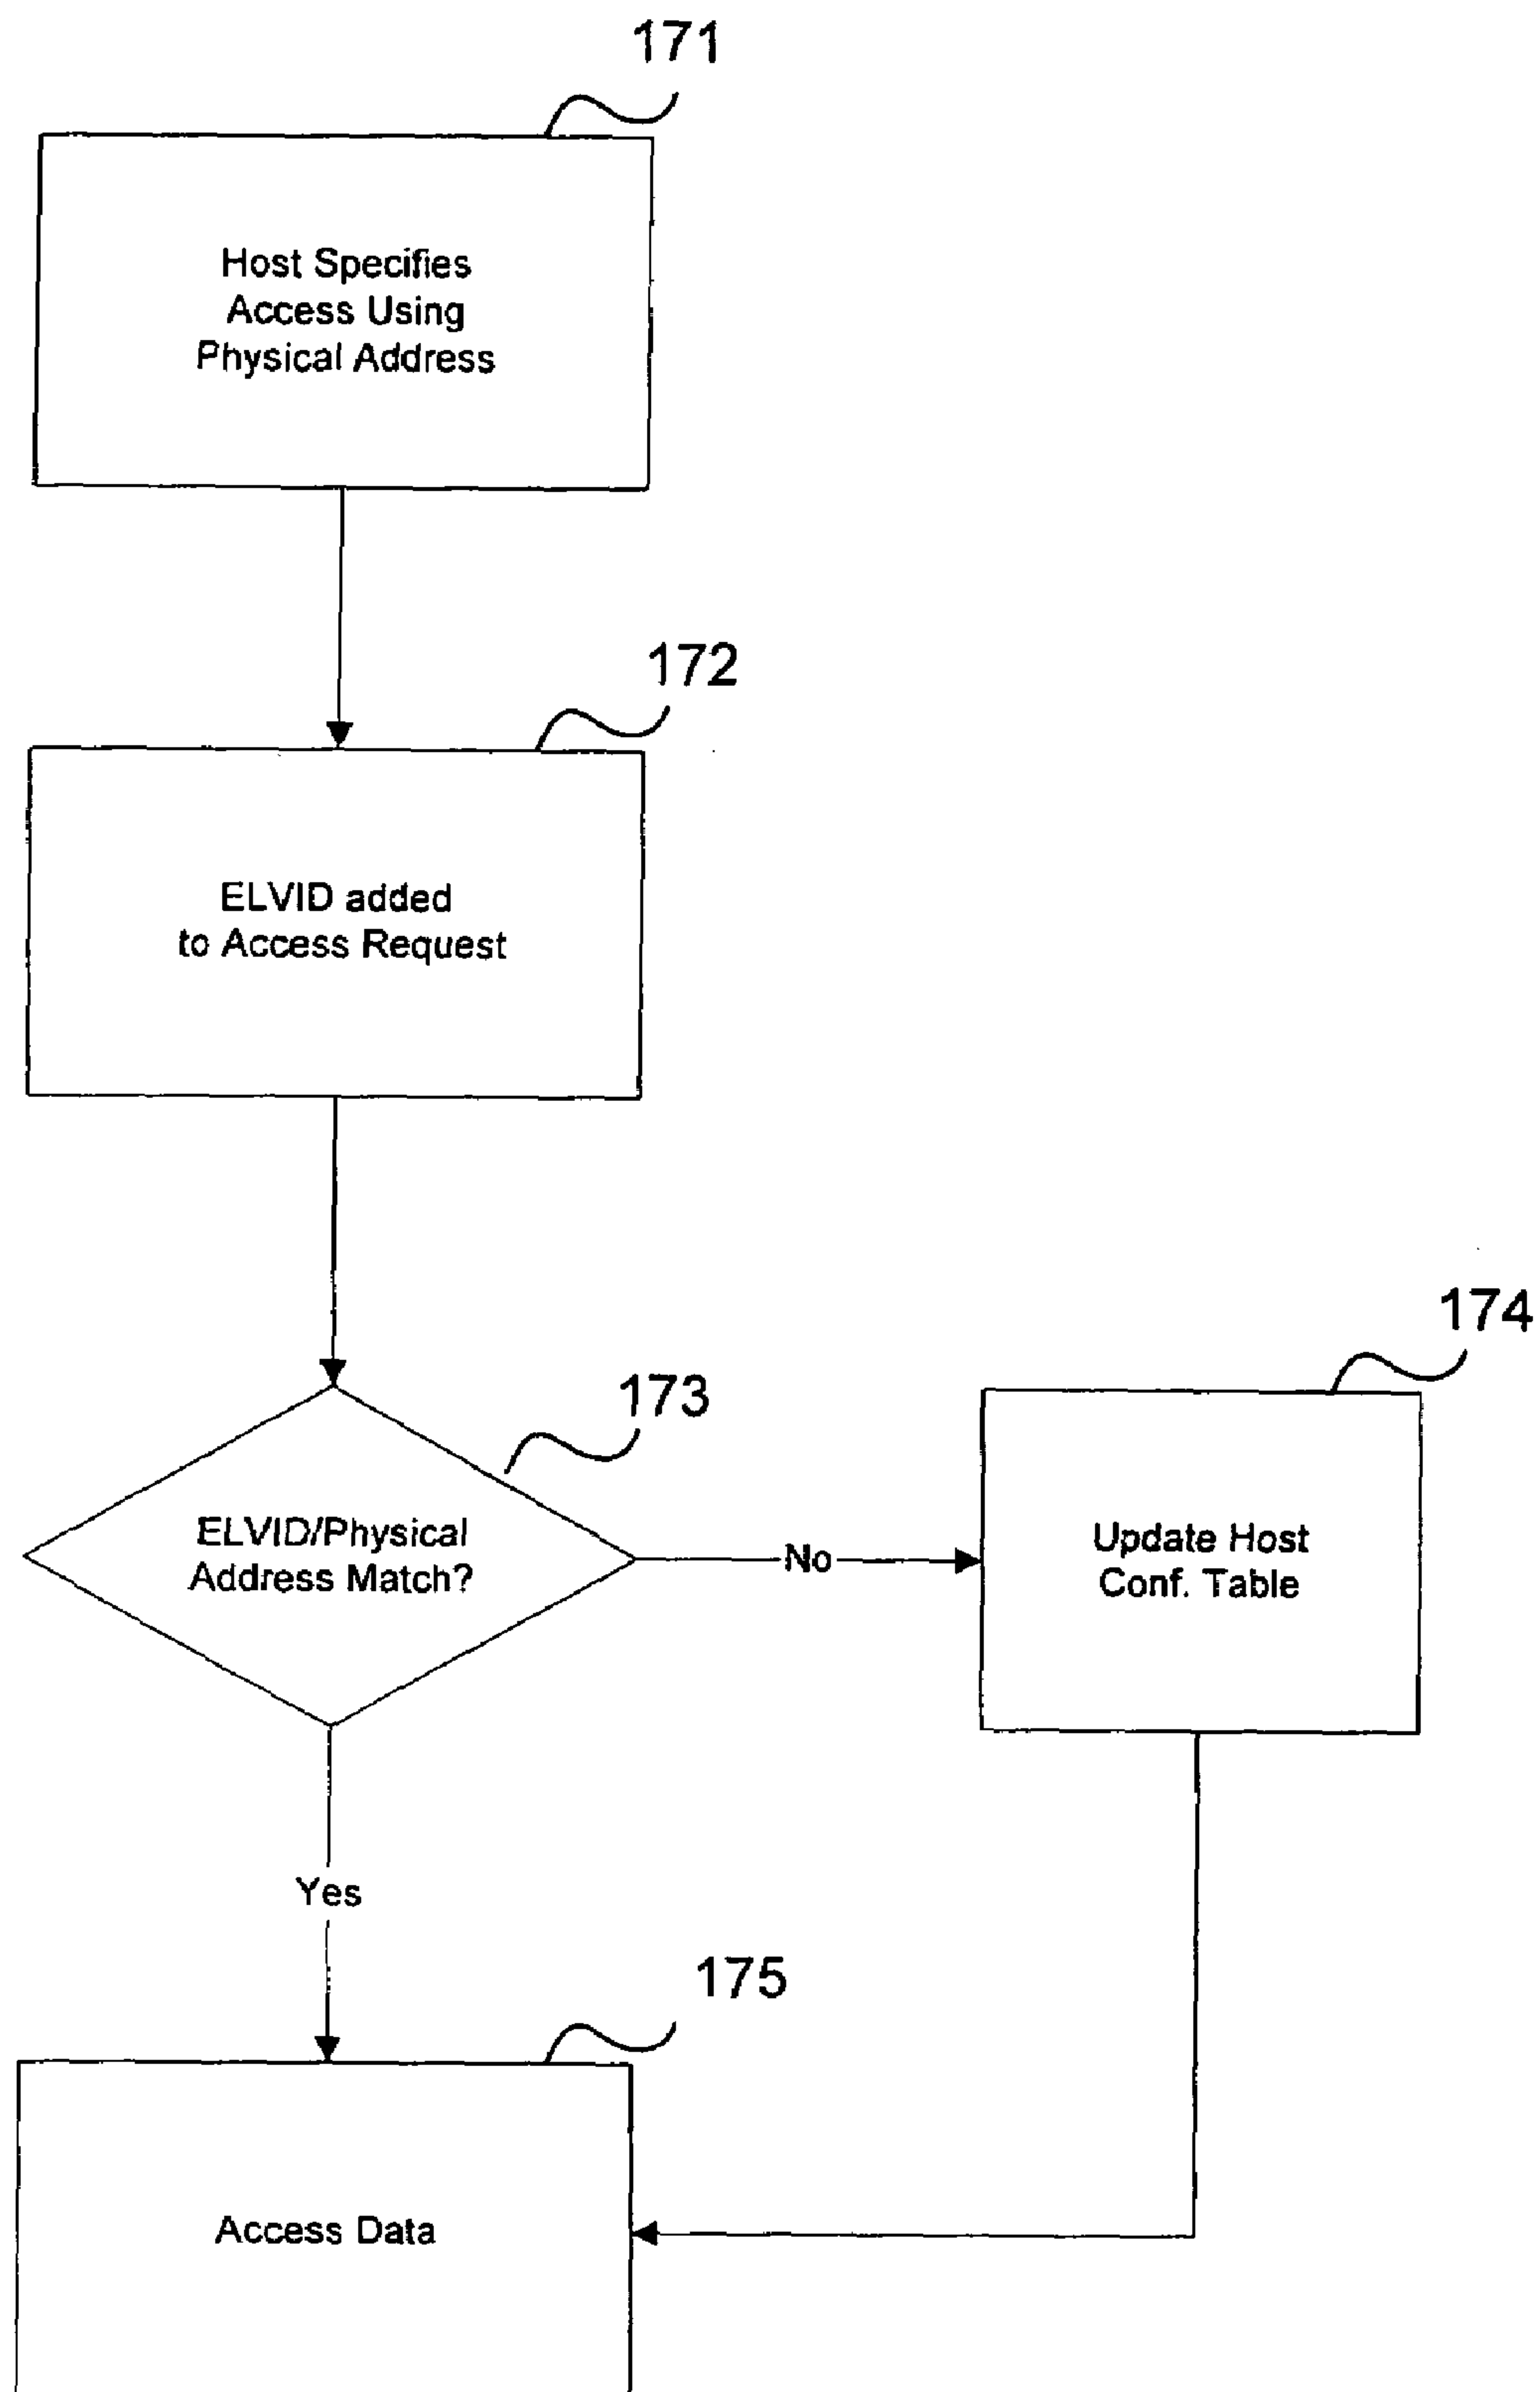 171
Host Specifies
Access Using
Physical Address
172
ELVID added
to Access Request
173
ELVID/Physical
Address Match?
No
174
Update Host
Conf. Table
Yes
175
Access Data